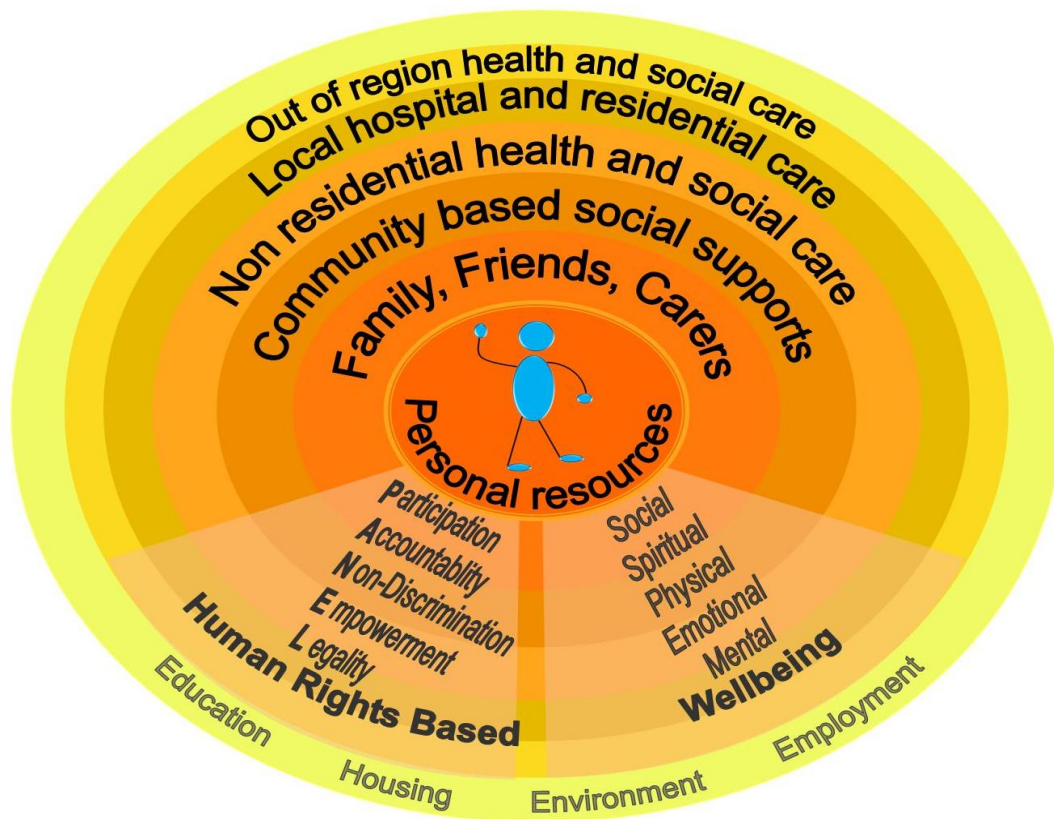 Out of region health and social care
Local hospital and residential care
Non residential health and social care
Community based social supports
Family, Friends, Carers
Personal resources
Participation
Accountablity
Non-Discrimination
Empowerment
Legality
Human Rights Based
Social
Spiritual
Physical
Emotional
Mental
Wellbeing
Education
Housing
Environment
Employment